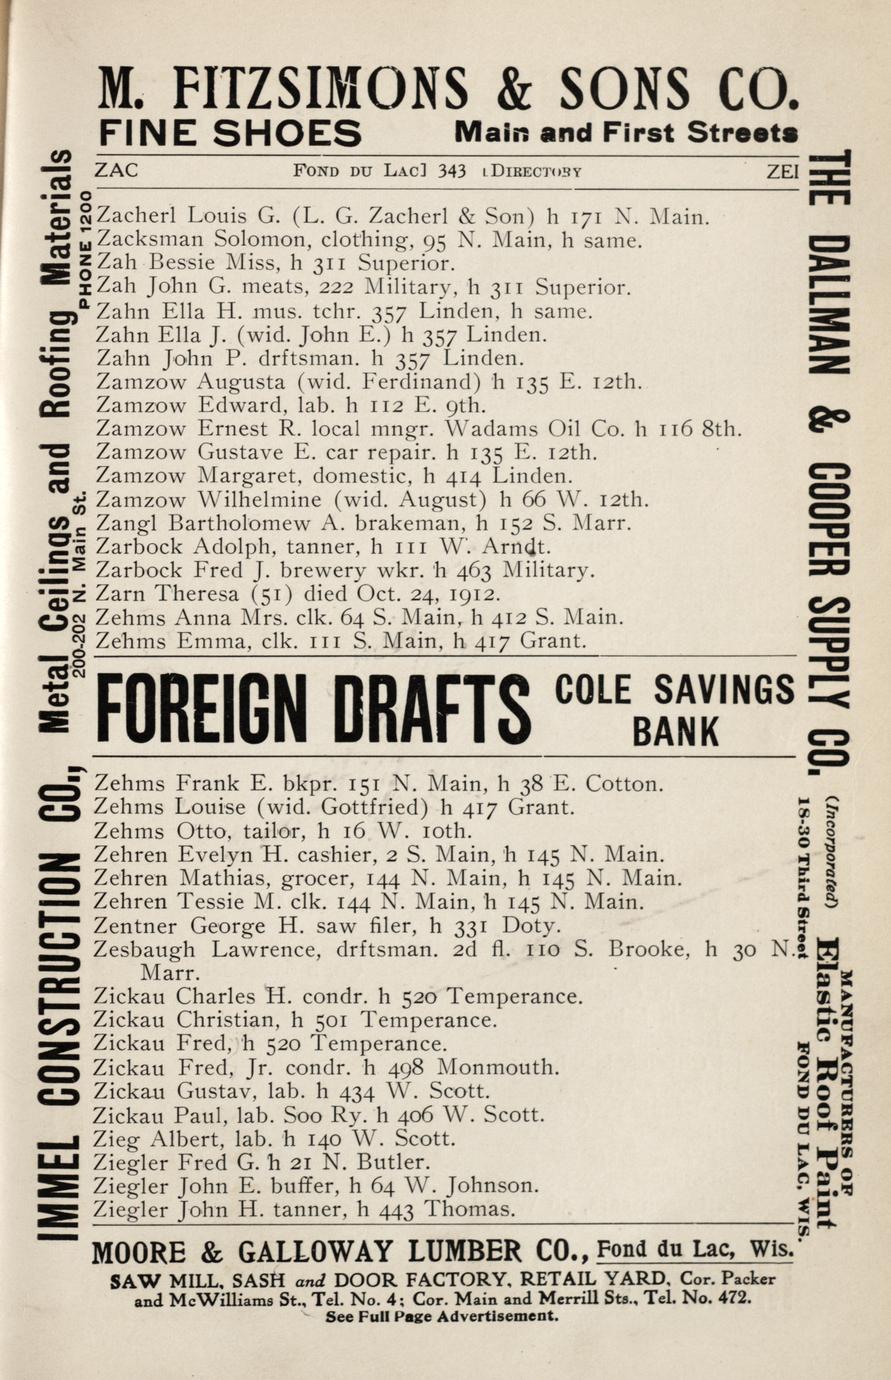 M. FITZSIMONS & SONS CO.
FINE SHOES Main and First Streets
ZAC FOND DU LAC] 343 [DIRECTORY ZEI
Zacherl Louis G. (L. G. Zacherl & Son) h 171 N. Main.
Zacksman Solomon, clothing, 95 N. Main, h same.
Zah Bessie Miss, h 311 Superior.
Zah John G. meats, 222 Military, h 311 Superior.
Zahn Ella H. mus. tchr. 357 Linden, h same.
Zahn Ella J. (wid. John E.) h 357 Linden.
Zahn John P. drftsman. h 357 Linden.
Zamzow Augusta (wid. Ferdinand) h 135 E. 12th.
Zamzow Edward, lab. h 112 E. 9th.
Zamzow Ernest R. local mngr. Wadams Oil Co. h 116 8th.
Zamzow Gustave E. car repair. h 135 E. 12th.
Zamzow Margaret, domestic, h 414 Linden.
Zamzow Wilhelmine (wid. August) h 66 W. 12th.
Zangl Bartholomew A. brakeman, h 152 S. Marr.
Zarbock Adolph, tanner, h 111 W. Arndt.
Zarbock Fred J. brewery wkr. h 463 Military.
Zarn Theresa (51) died Oct. 24, 1912.
Zehms Anna Mrs. clk. 64 S. Main, h 412 S. Main.
Zehms Emma, clk. 111 S. Main, h 417 Grant.
FOREIGN DRAFTS COLE SAVINGS
BANK
Zehms Frank E. bkpr. 151 N. Main, h 38 E. Cotton.
Zehms Louise (wid. Gottfried) h 417 Grant.
Zehms Otto, tailor, h 16 W. 10th.
Zehren Evelyn H. cashier, 2 S. Main, h 145 N. Main.
Zehren Mathias, grocer, 144 N. Main, h 145 N. Main.
Zehren Tessie M. clk. 144 N. Main, h 145 N. Main.
Zentner George H. saw filer, h 331 Doty.
Zesbaugh Lawrence, drftsman. 2d fl. 110 S. Brooke, h 30 N.
Marr.
Zickau Charles H. condr. h 520 Temperance.
Zickau Christian, h 501 Temperance.
Zickau Fred, h 520 Temperance.
Zickau Fred, Jr. condr. h 498 Monmouth.
Zickau Gustav, lab. h 434 W. Scott.
Zickau Paul, lab. Soo Ry. h 406 W. Scott.
Zieg Albert, lab. h 140 W. Scott.
Ziegler Fred G. h 21 N. Butler.
Ziegler John E. buffer, h 64 W. Johnson.
Ziegler John H. tanner, h 443 Thomas.
MOORE & GALLOWAY LUMBER CO., Fond du Lac, Wis.
SAW MILL, SASH and DOOR FACTORY, RETAIL YARD, Cor. Packer
and McWilliams St., Tel. No. 4; Cor. Main and Merrill Sts., Tel. No. 472.
See Full Page Advertisement.
IMMEL CONSTRUCTION CO., Metal Ceilings and Roofing Materials
200-202 N. Main St. PHONE 1200
THE DALLMAN & COOPER SUPPLY CO.
(Incorporated)
18-30 Third Street
MANUFACTURERS OF
Elastic Roof Paint
FOND DU LAC, WIS.